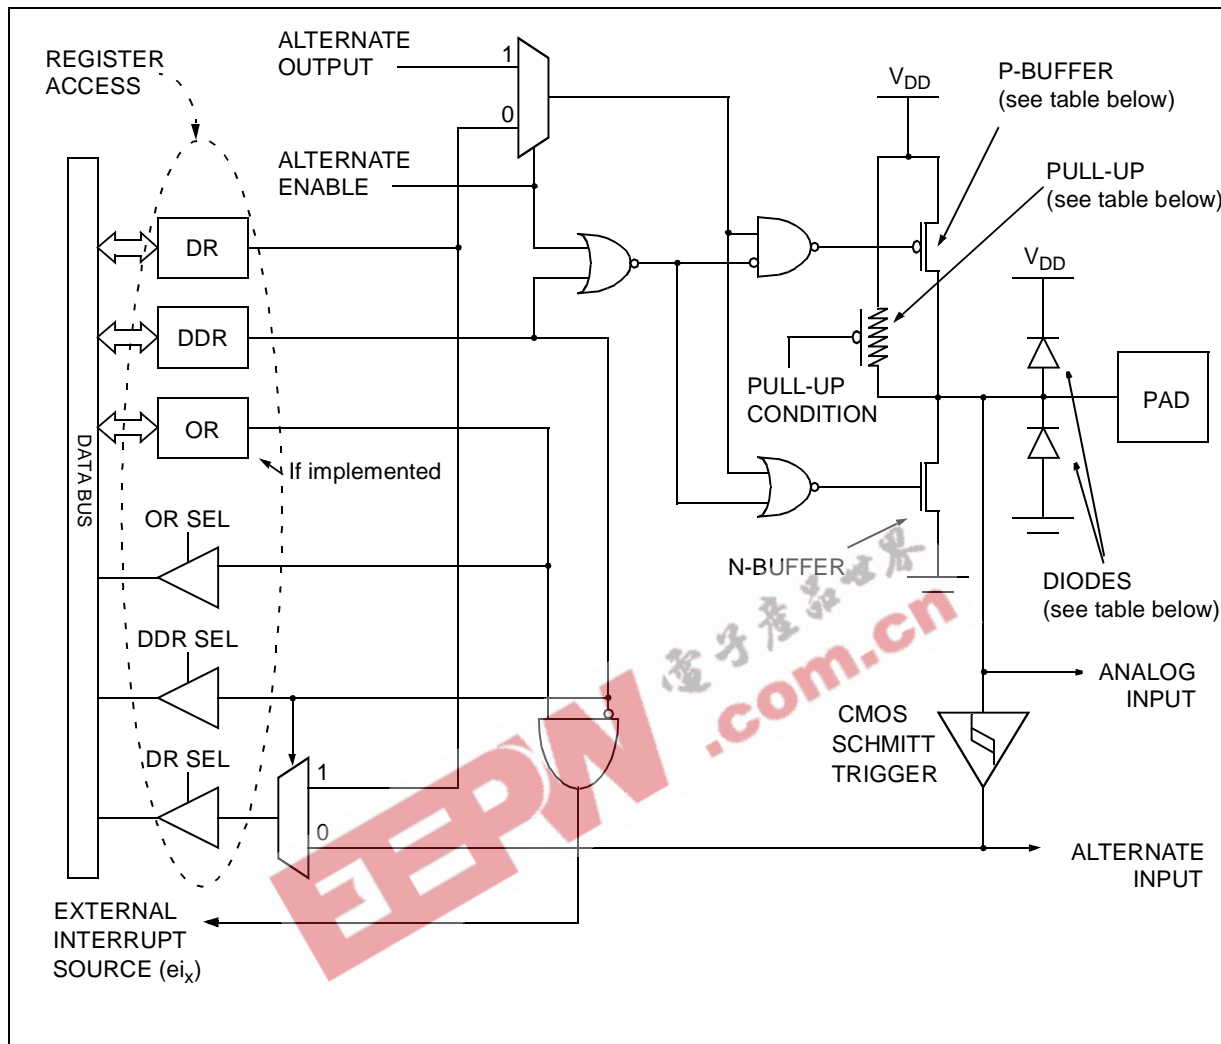 REGISTER
ACCESS
ALTERNATE
OUTPUT
1
0
ALTERNATE
ENABLE
VDD
P-BUFFER
(see table below)
PULL-UP
(see table below)
DR
DDR
OR
If implemented
DATA BUS
PULL-UP
CONDITION
VDD
PAD
N-BUFFER
DIODES
(see table below)
OR SEL
DDR SEL
DR SEL
1
0
ANALOG
INPUT
CMOS
SCHMITT
TRIGGER
ALTERNATE
INPUT
EXTERNAL
INTERRUPT
SOURCE (eix)
EEPW
.com.cn
電子產品世界